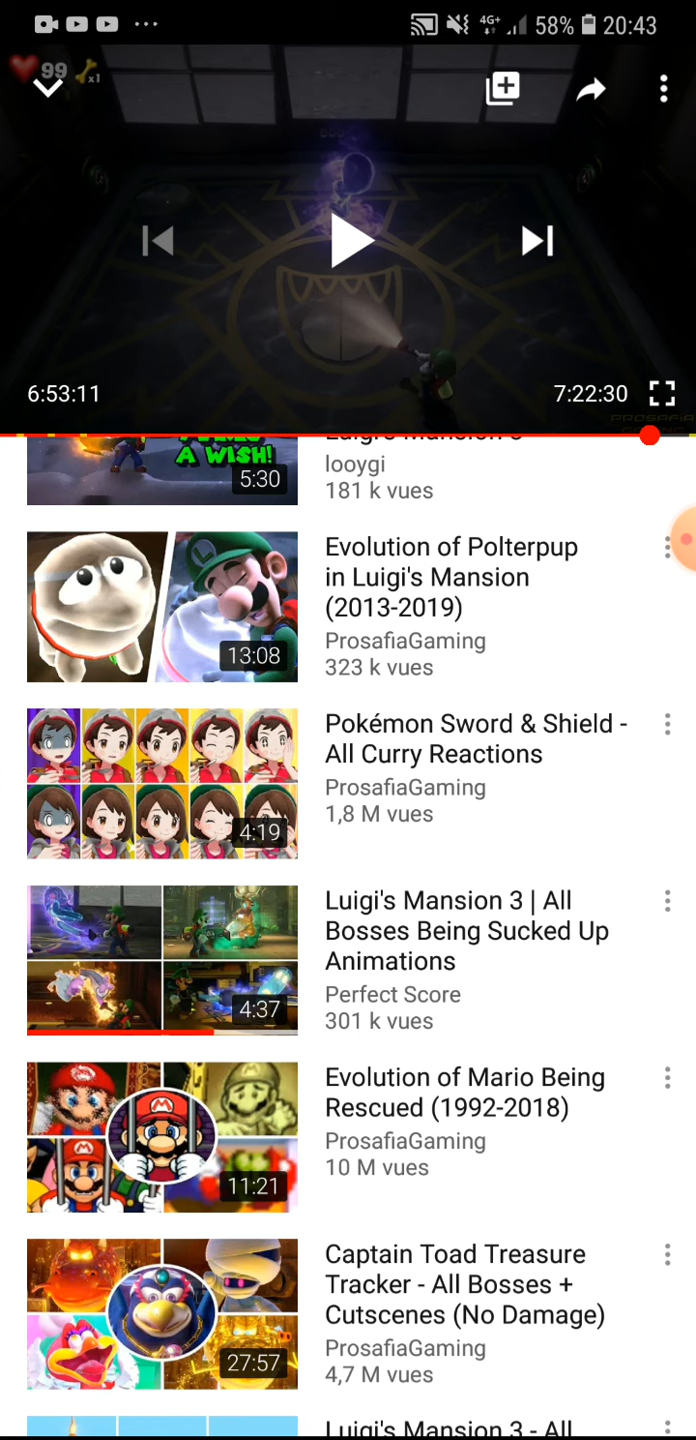 4G+ 58% 20:43
99 x1
6:53:11 7:22:30
PROSAFIA
A WISH!
5:30
looygi
181 k vues
Evolution of Polterpup
in Luigi's Mansion
(2013-2019)
ProsafiaGaming
323 k vues
13:08
Pokémon Sword & Shield -
All Curry Reactions
ProsafiaGaming
1,8 M vues
4:19
Luigi's Mansion 3 | All
Bosses Being Sucked Up
Animations
Perfect Score
301 k vues
4:37
Evolution of Mario Being
Rescued (1992-2018)
ProsafiaGaming
10 M vues
11:21
Captain Toad Treasure
Tracker - All Bosses +
Cutscenes (No Damage)
ProsafiaGaming
4,7 M vues
27:57
Luigi's Mansion 3 - All